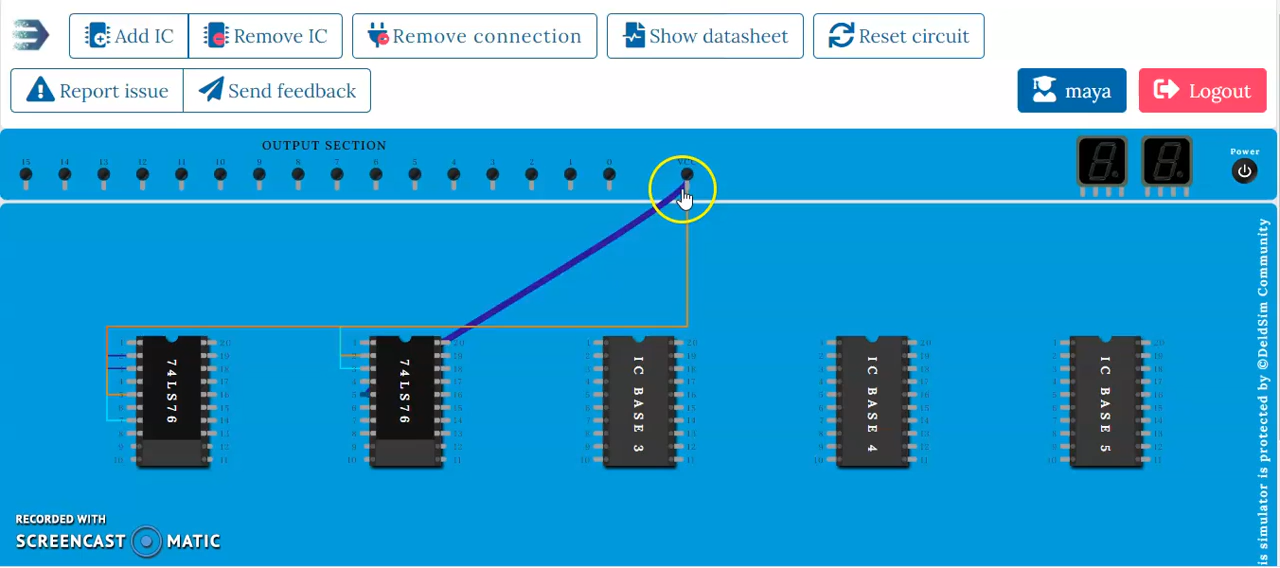 Add IC Remove IC Remove connection Show datasheet Reset circuit
Report issue Send feedback maya Logout
OUTPUT SECTION
Power
15 14 13 12 11 10 9 8 7 6 5 4 3 2 1 0 VCC
74LS76
74LS76
IC BASE 3
IC BASE 4
IC BASE 5
is simulator is protected by ©DeldSim Community
RECORDED WITH
SCREENCAST MATIC